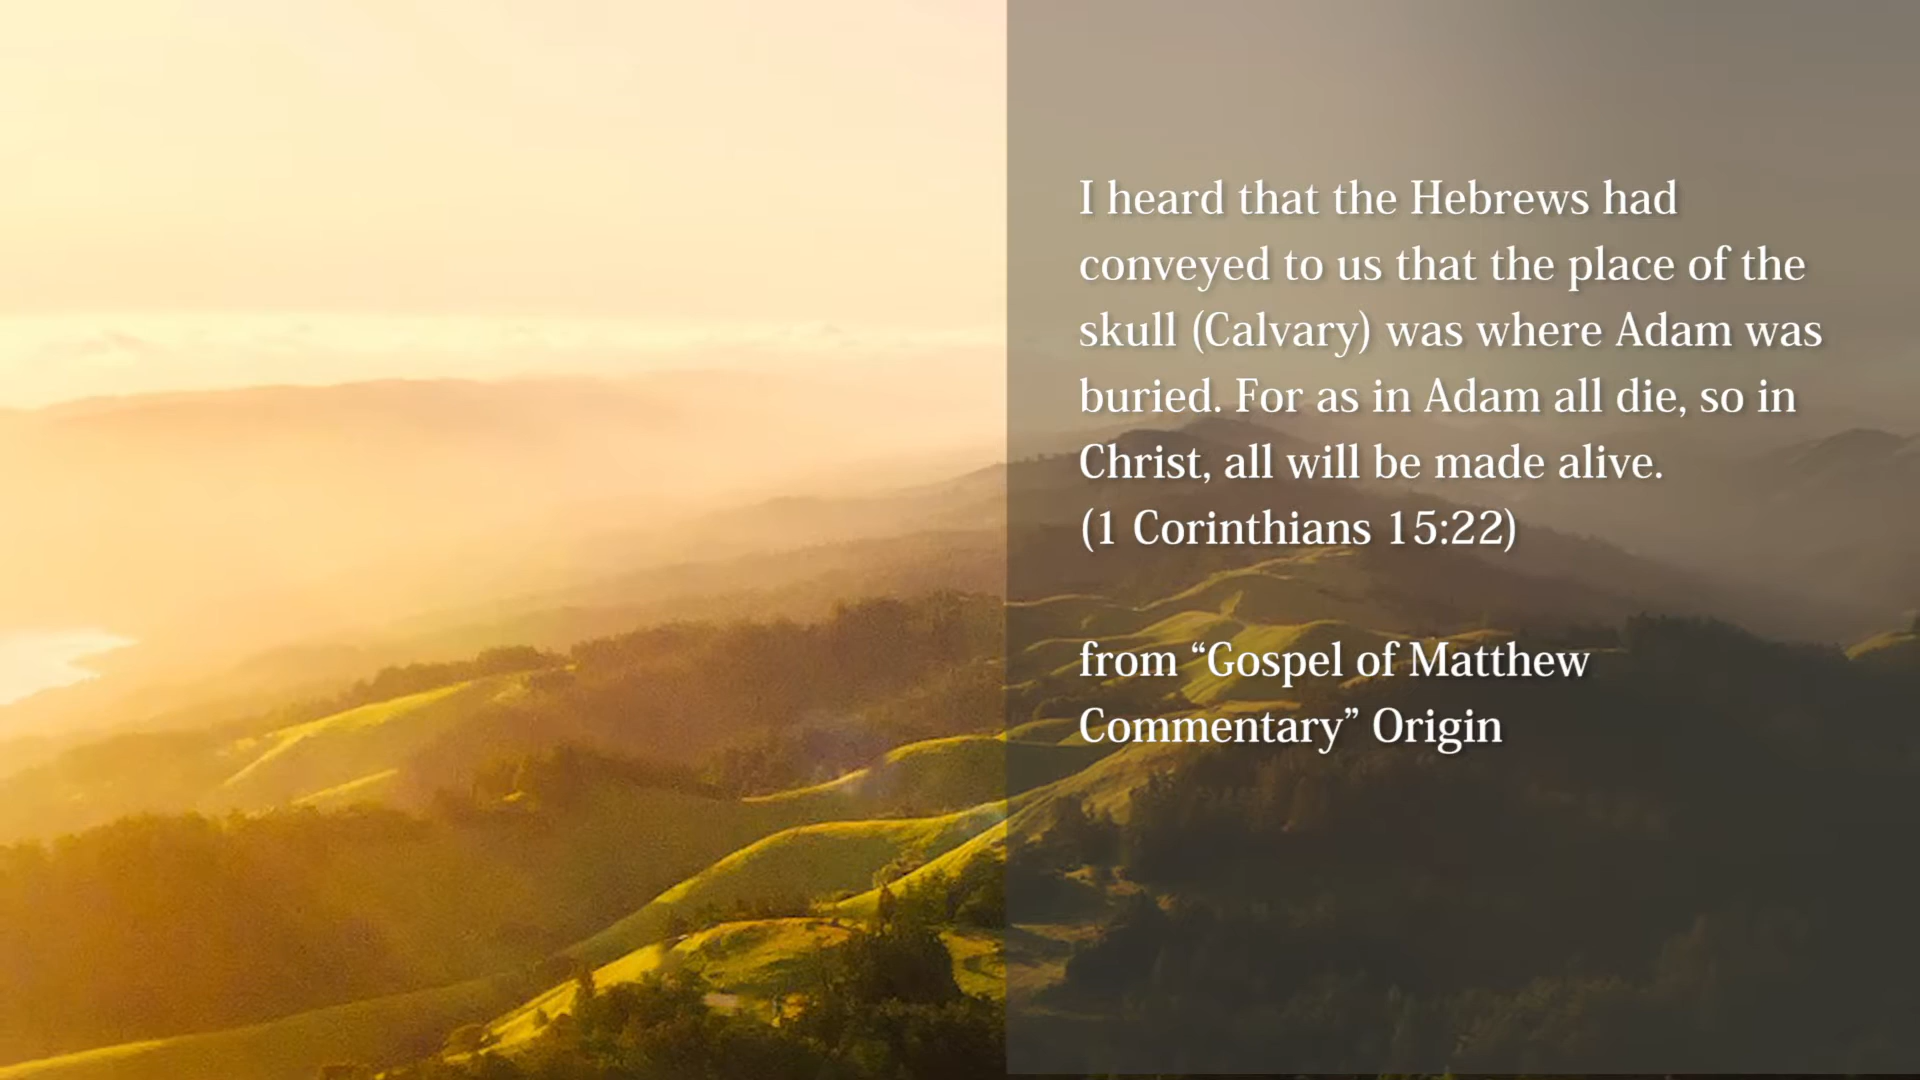 I heard that the Hebrews had
conveyed to us that the place of the
skull (Calvary) was where Adam was
buried. For as in Adam all die, so in
Christ, all will be made alive.
(1 Corinthians 15:22)
from “Gospel of Matthew
Commentary” Origin